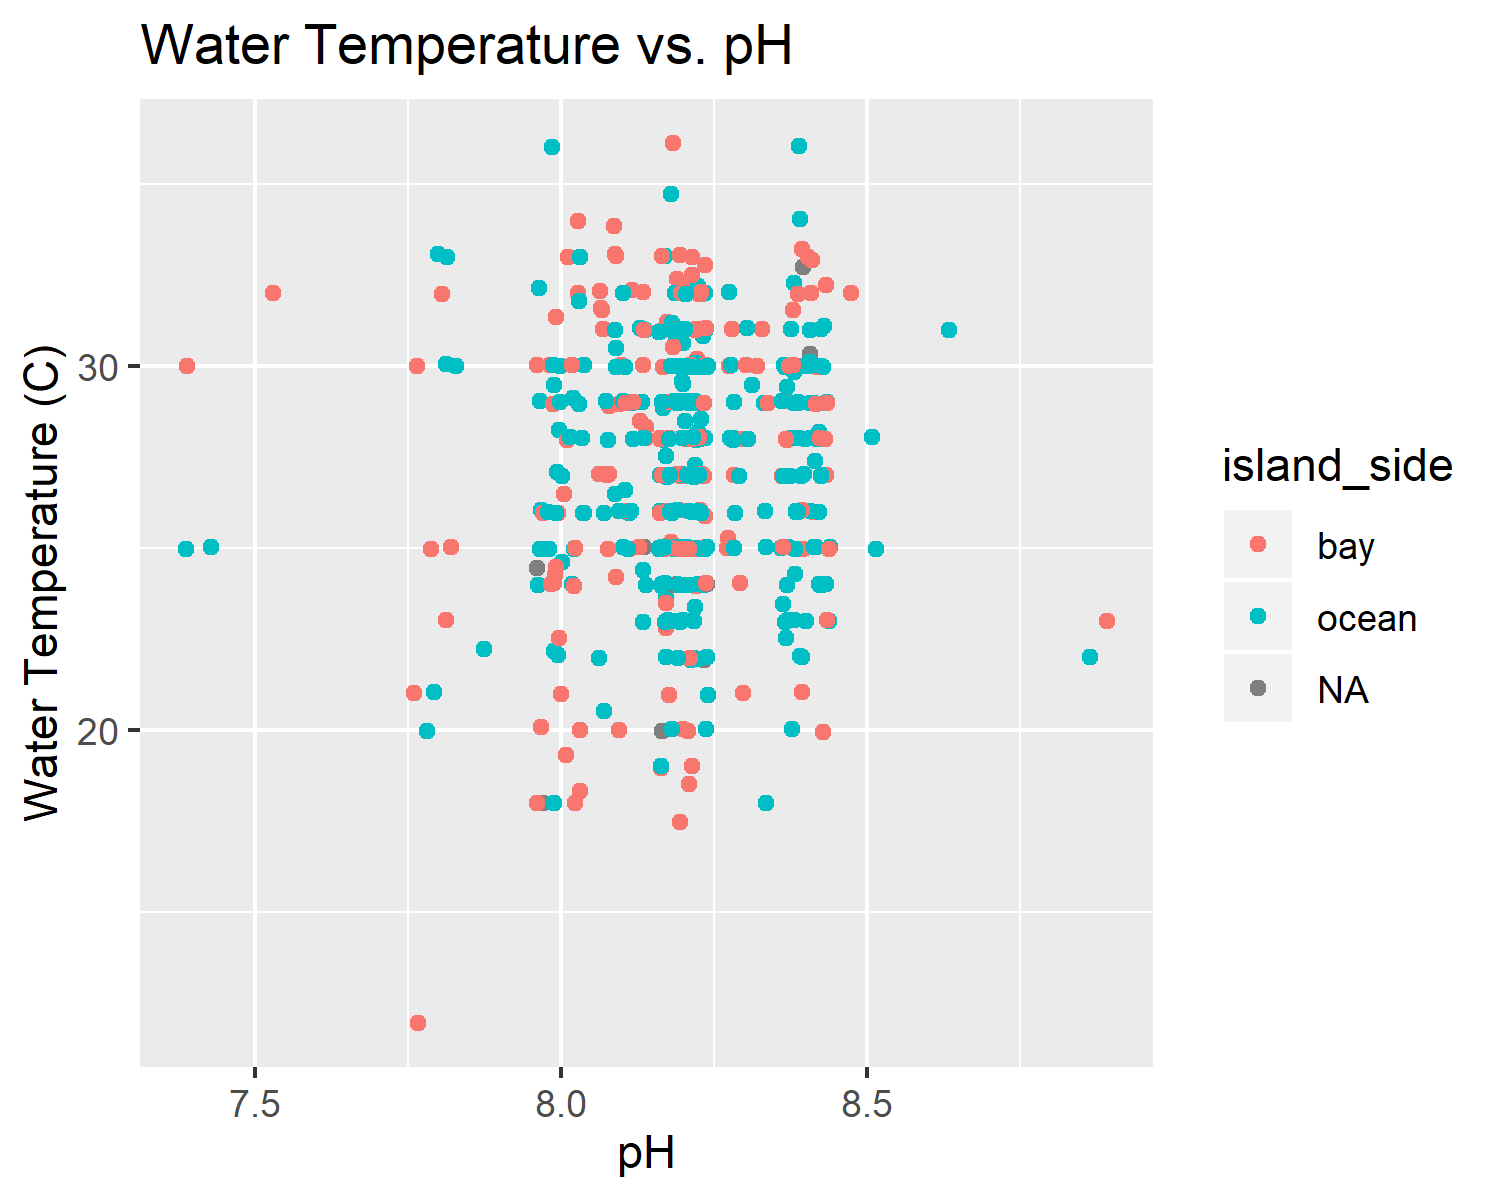 Water Temperature vs. pH
Water Temperature (C)
30
20
7.5
8.0
8.5
pH
island_side
bay
ocean
NA